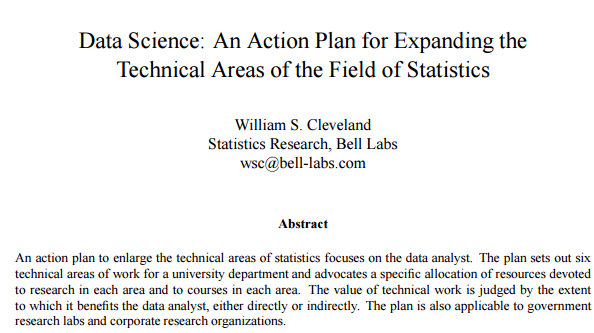 Data Science: An Action Plan for Expanding the
Technical Areas of the Field of Statistics
William S. Cleveland
Statistics Research, Bell Labs
wsc@bell-labs.com
Abstract
An action plan to enlarge the technical areas of statistics focuses on the data analyst. The plan sets out six
technical areas of work for a university department and advocates a specific allocation of resources devoted
to research in each area and to courses in each area. The value of technical work is judged by the extent
to which it benefits the data analyst, either directly or indirectly. The plan is also applicable to government
research labs and corporate research organizations.